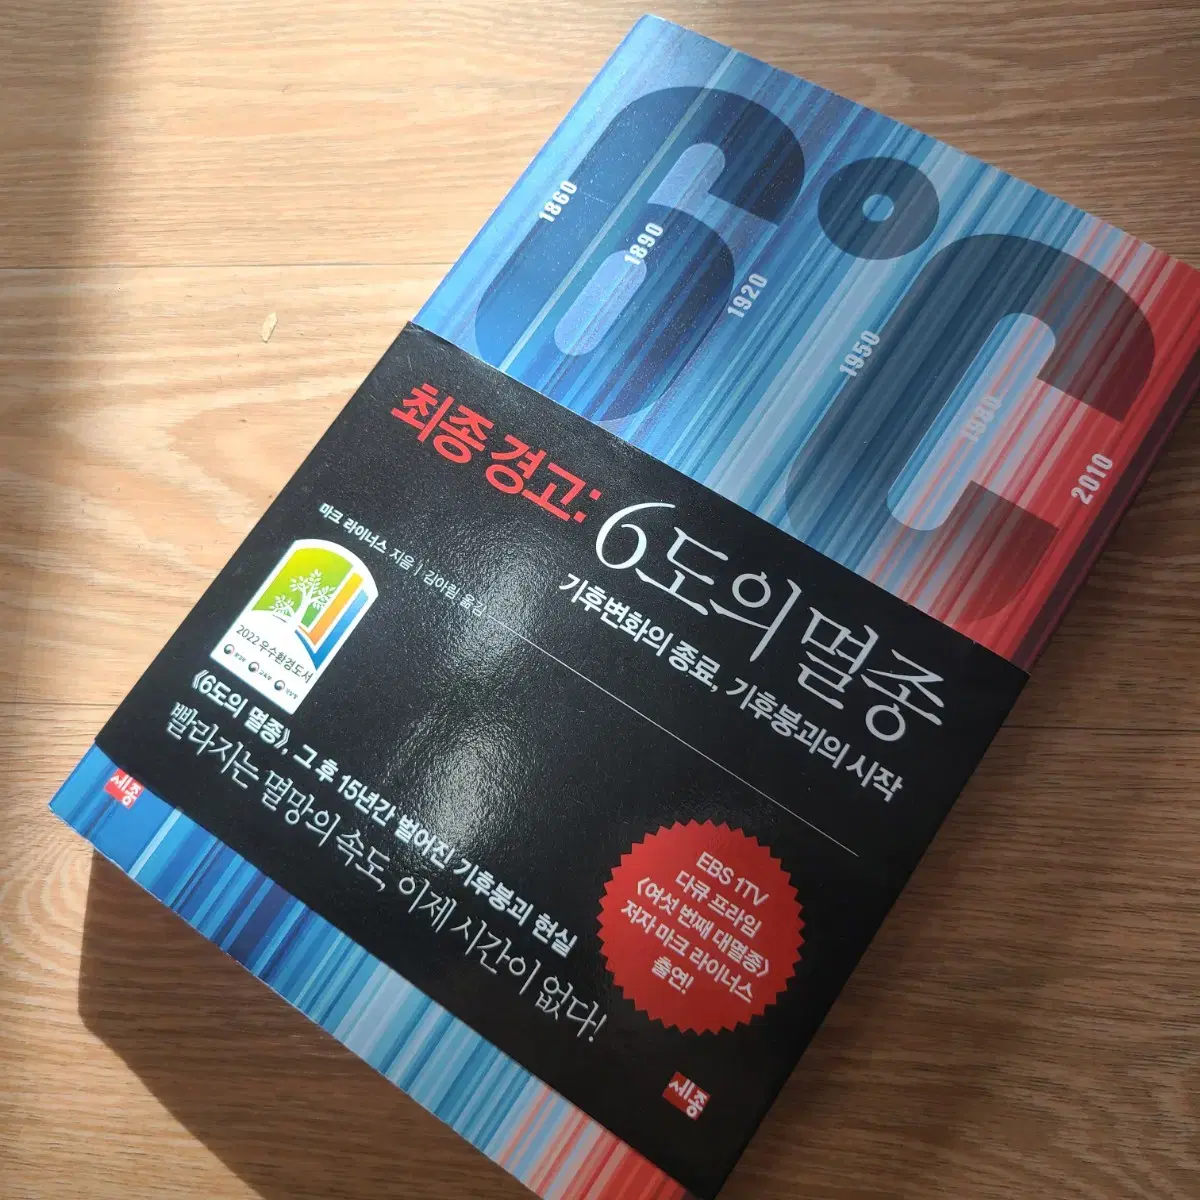 6°C
1860
1890
1920
1950
1980
2010
최종 경고: 6도의 멸종
기후변화의 종료, 기후붕괴의 시작
마크 라이너스 지음 | 김아림 옮김
2022 우수환경도서
환경부
《6도의 멸종》, 그 후 15년간 벌어진 기후붕괴 현실
빨라지는 멸망의 속도, 이제 시간이 없다!
EBS 1TV
다큐 프라임
〈여섯 번째 대멸종〉
저자 마크 라이너스
출연!
세종
세종